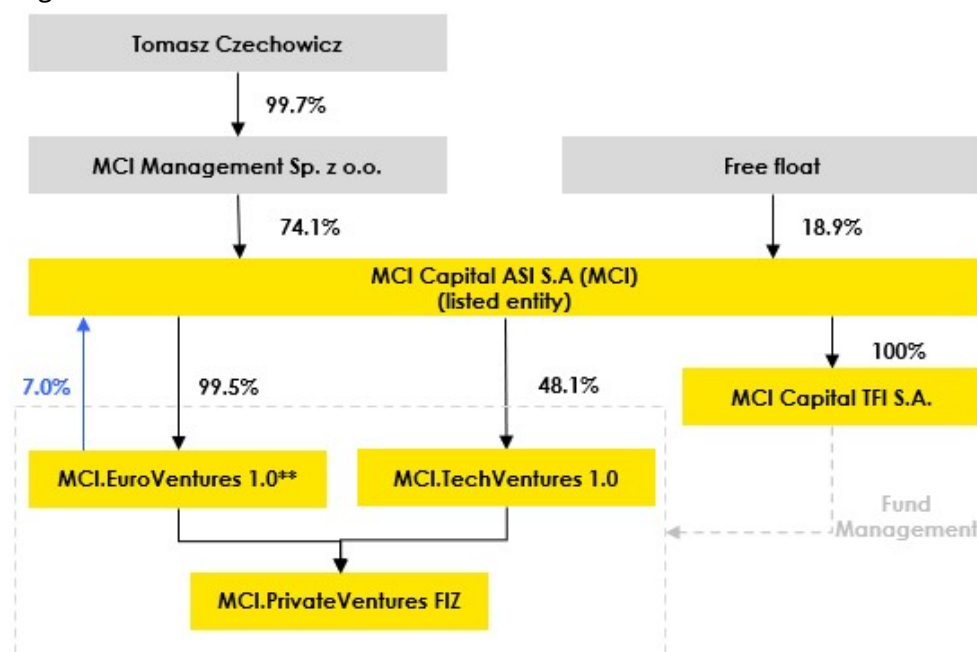 Tomasz Czechowicz
99.7%
MCI Management Sp. z o.o.
Free float
74.1%
18.9%
MCI Capital ASI S.A (MCI)
(listed entity)
7.0%
99.5%
48.1%
100%
MCI Capital TFI S.A.
MCI.EuroVentures 1.0**
MCI.TechVentures 1.0
Fund
Management
MCI.PrivateVentures FIZ